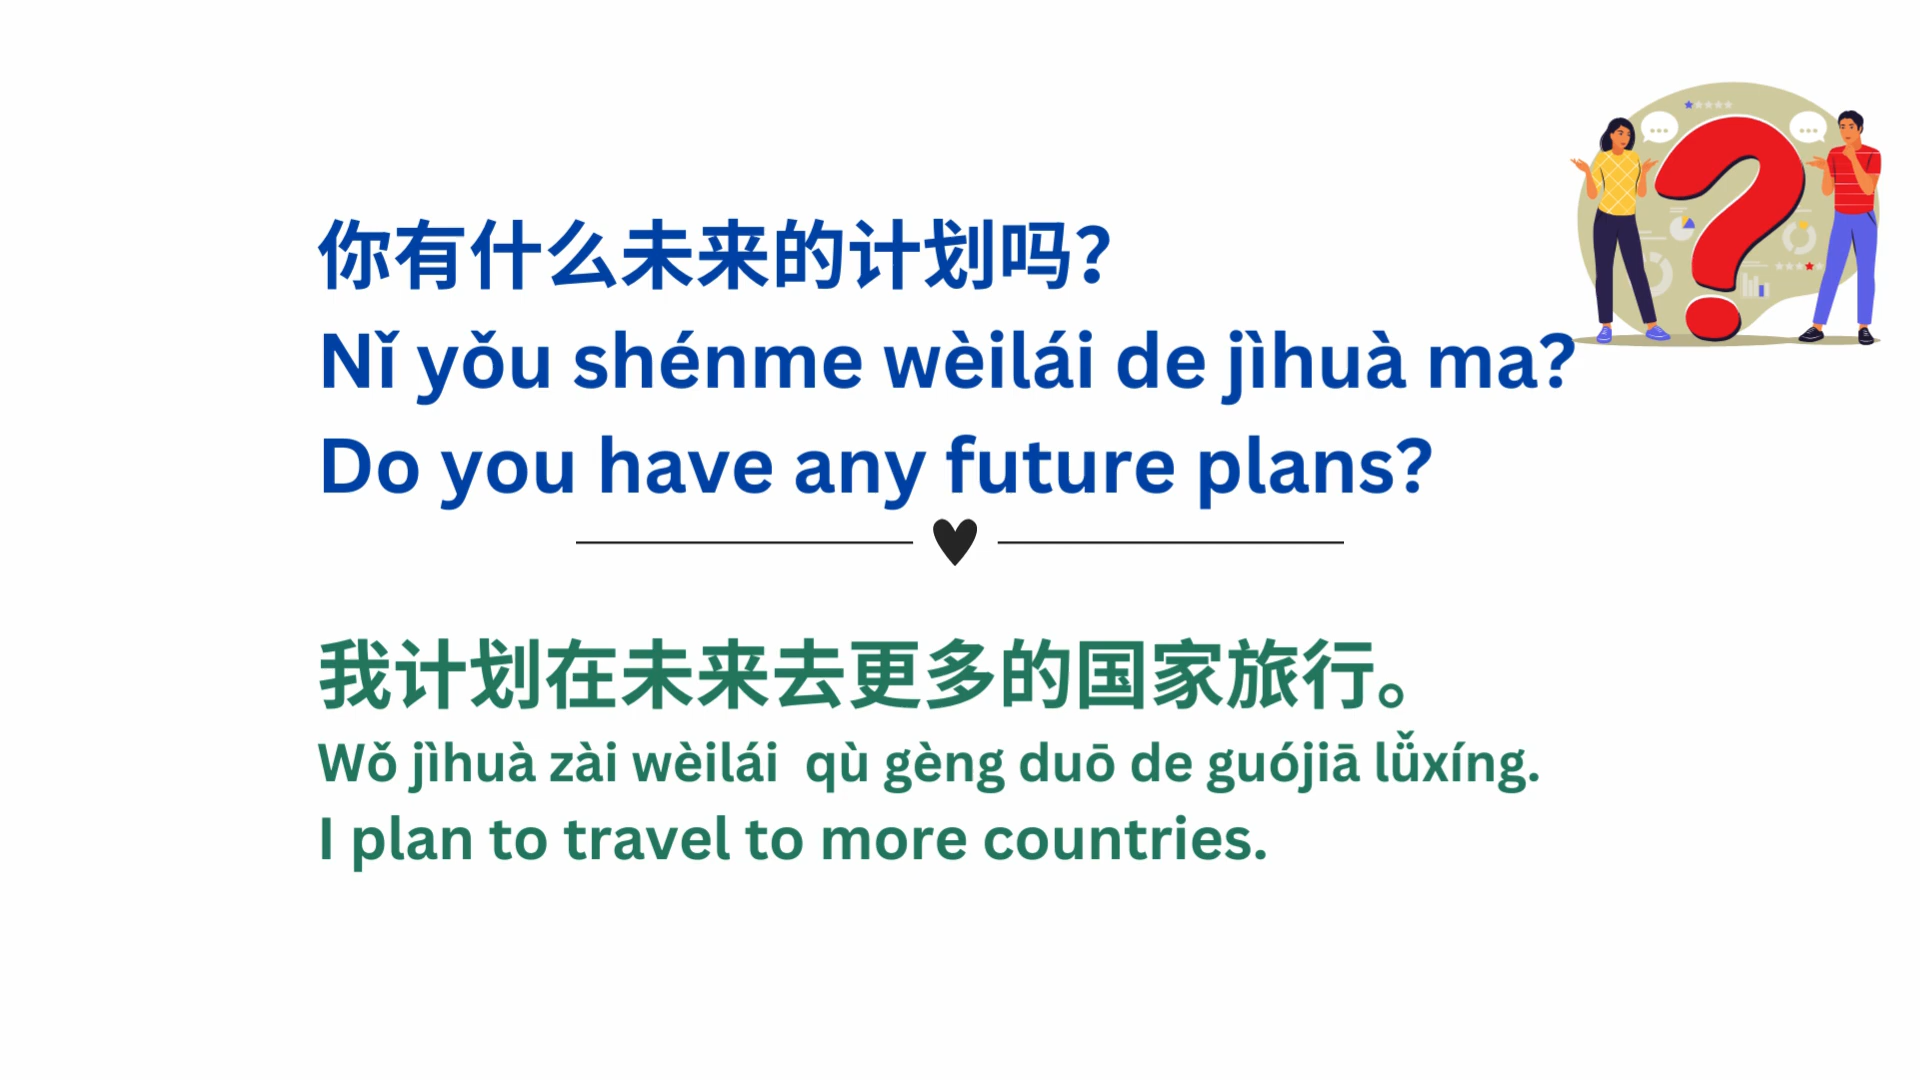 你有什么未来的计划吗？
Nǐ yǒu shénme wèilái de jìhuà ma?
Do you have any future plans?
我计划在未来去更多的国家旅行。
Wǒ jìhuà zài wèilái  qù gèng duō de guójiā lǚxíng.
I plan to travel to more countries.